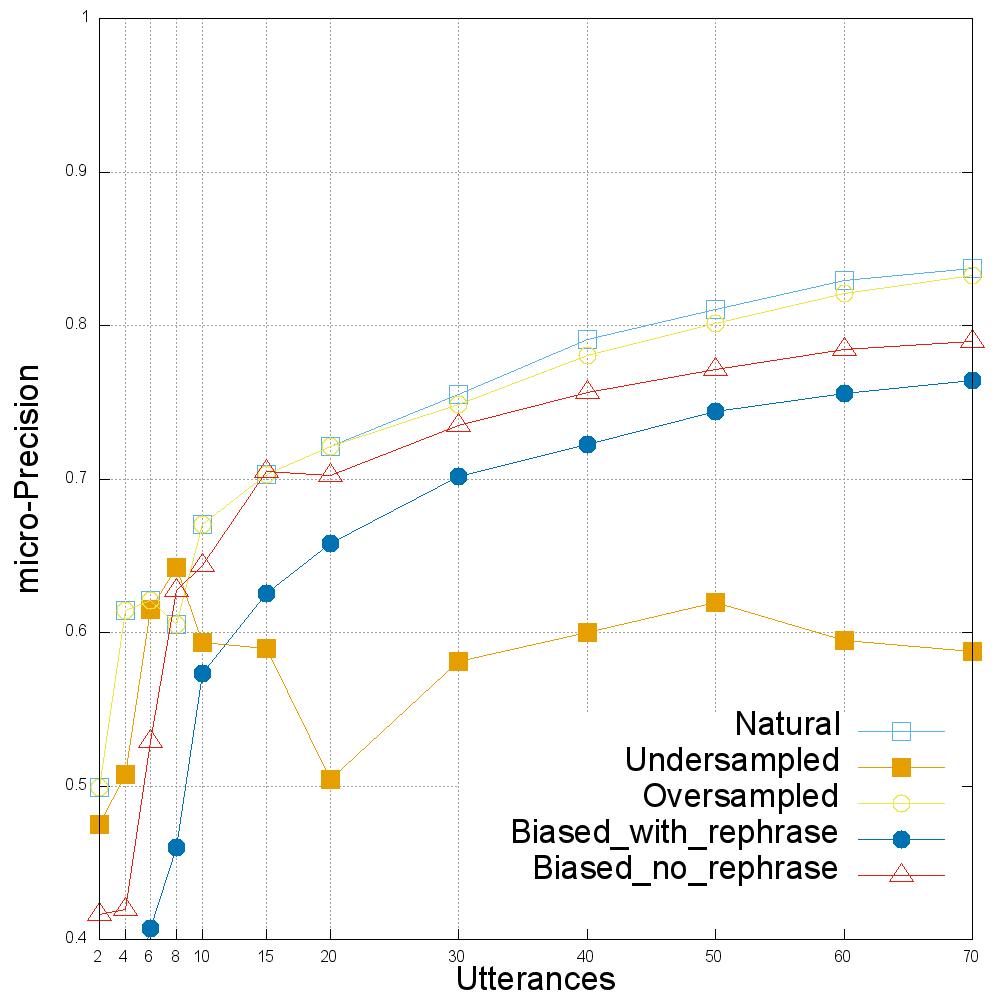 1
0.9
0.8
0.7
0.6
0.5
0.4
micro-Precision
Natural
Undersampled
Oversampled
Biased_with_rephrase
Biased_no_rephrase
2 4 6 8 10 15 20 30 40 50 60 70
Utterances